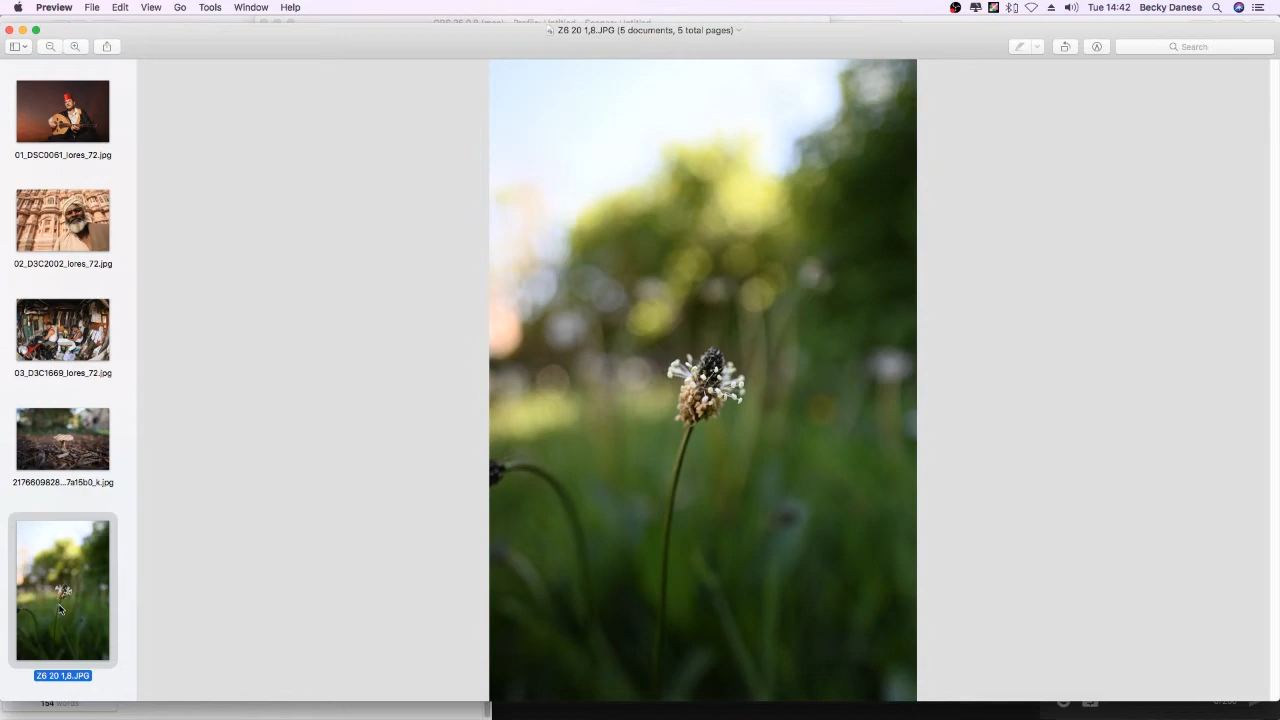 Preview File Edit View Go Tools Window Help
Tue 14:42 Becky Danese
Z6 20 1,8.JPG (5 documents, 5 total pages)
Search
01_DSC0061_lores_72.jpg
02_D3C2002_lores_72.jpg
03_D3C1669_lores_72.jpg
2176609828...7a15b0_k.jpg
Z6 20 1,8.JPG
154 words